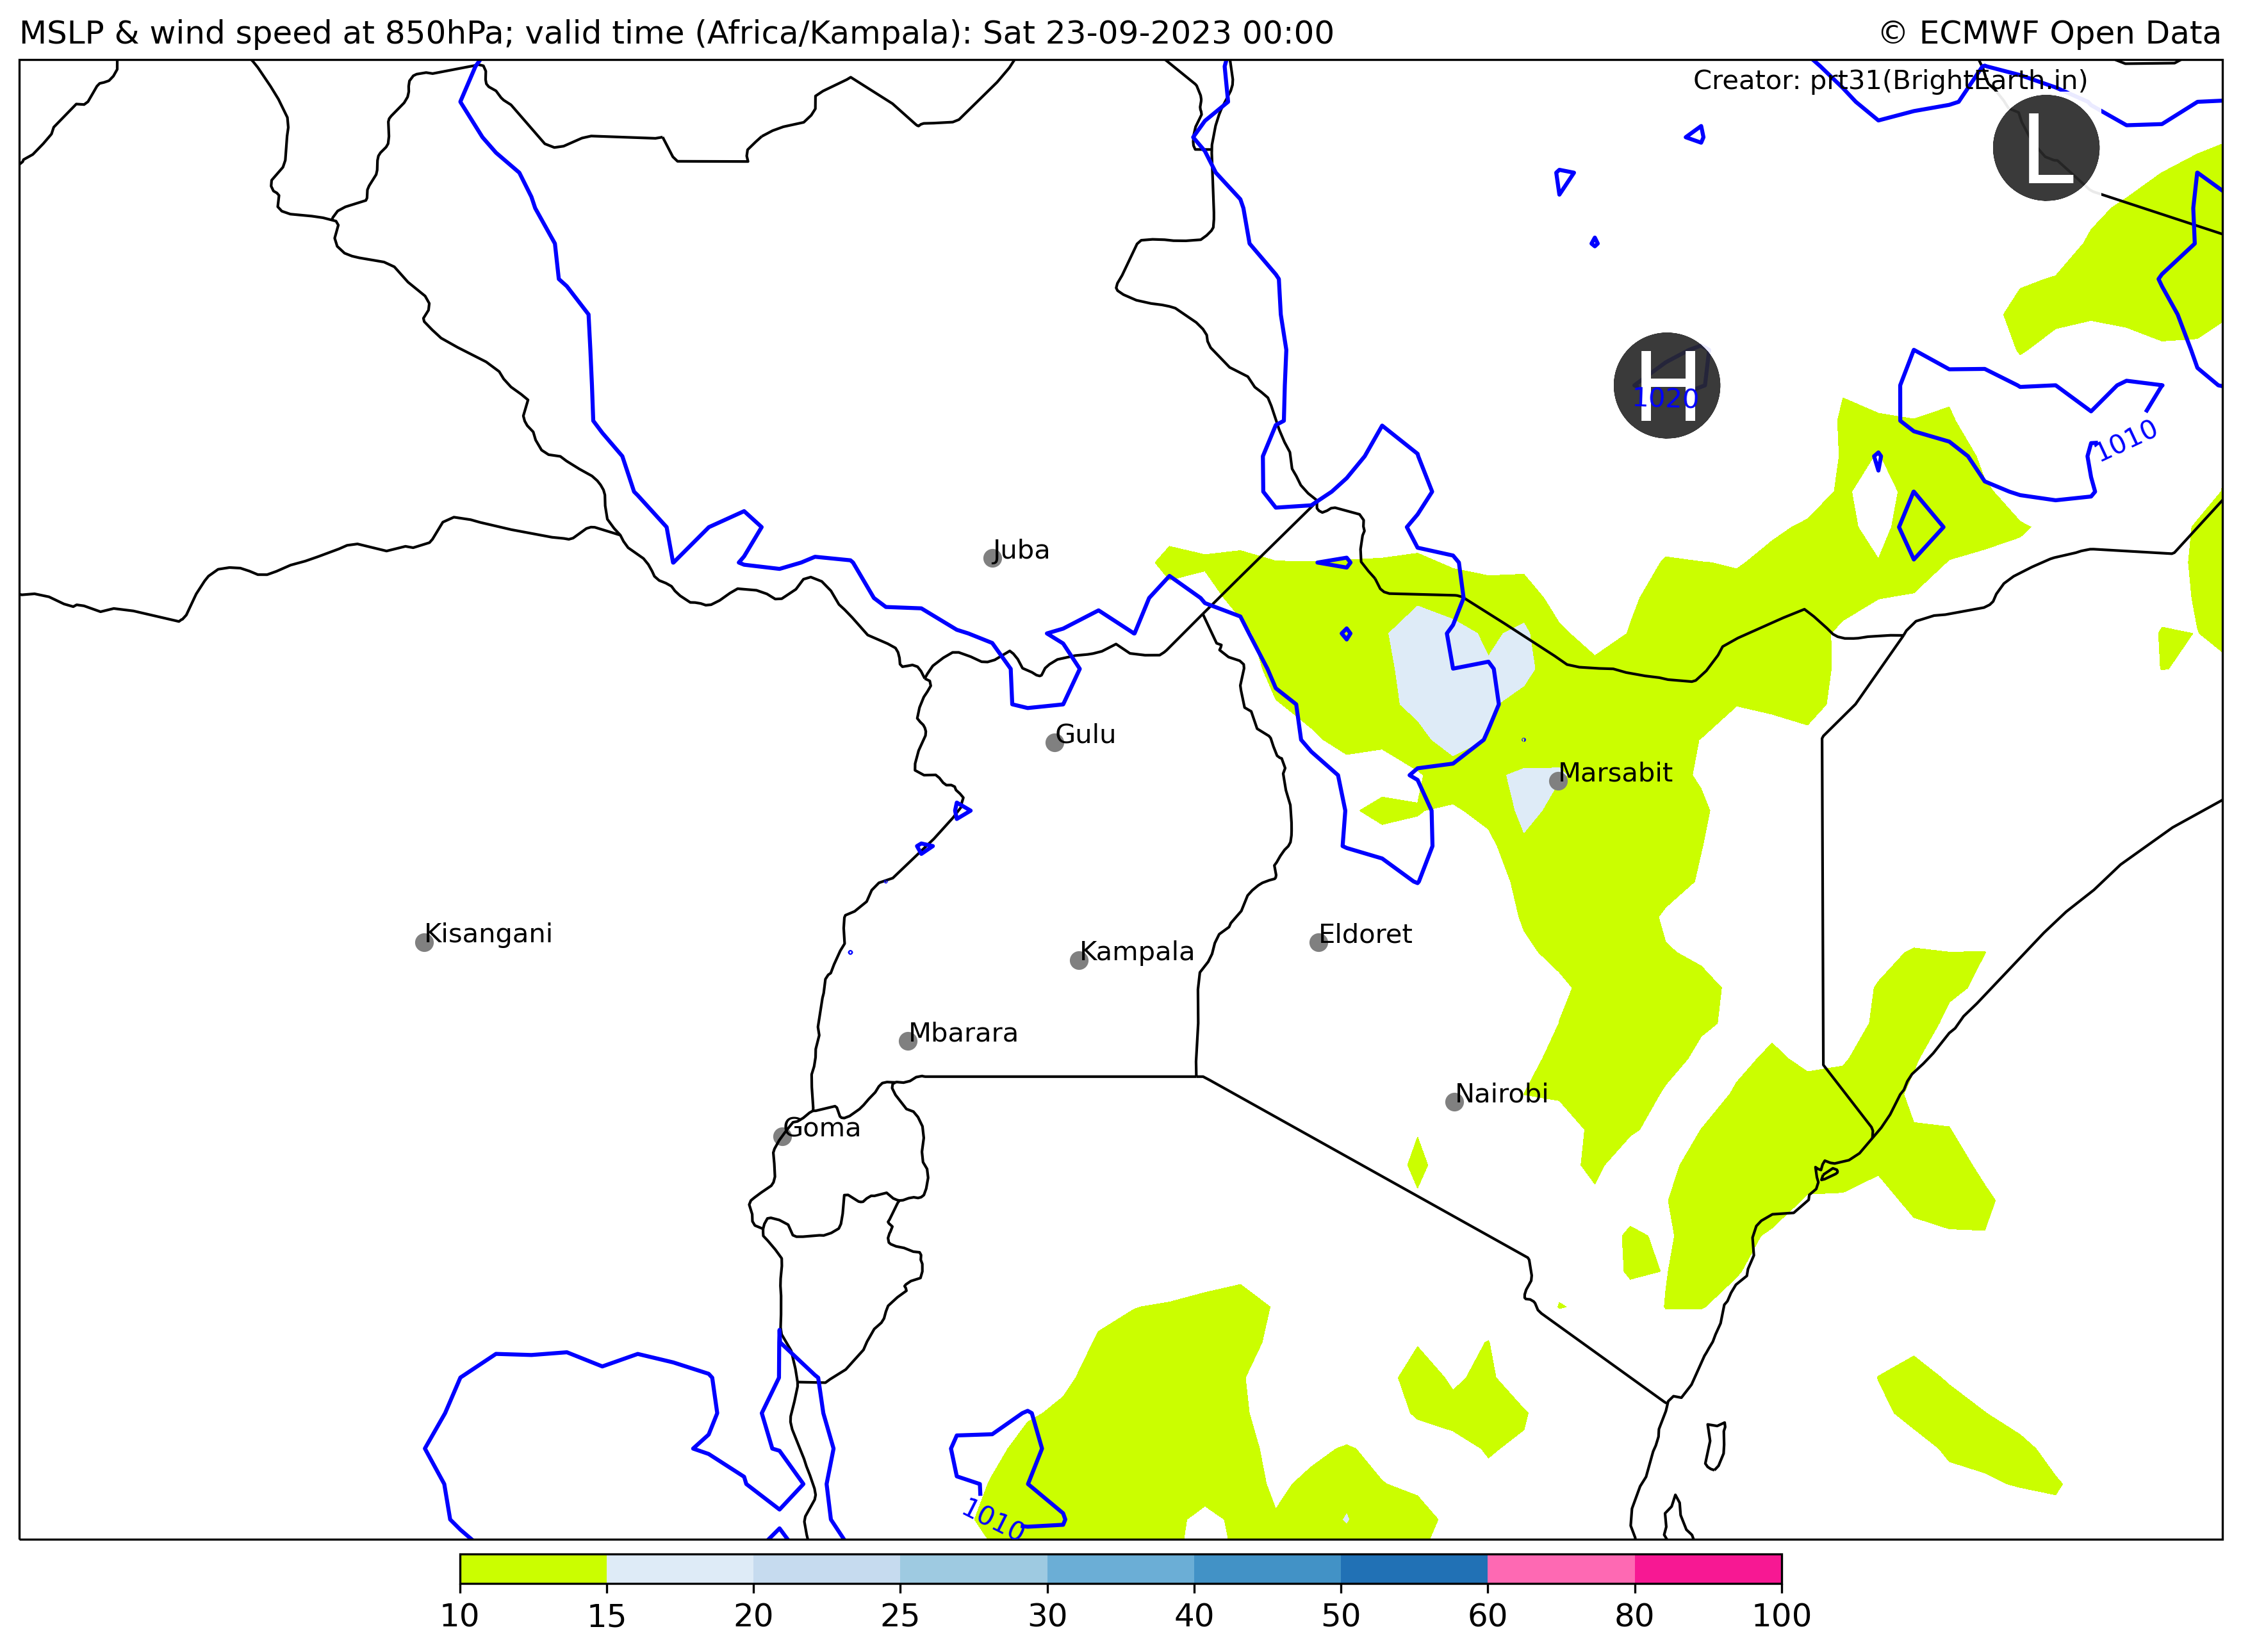 MSLP & wind speed at 850hPa; valid time (Africa/Kampala): Sat 23-09-2023 00:00
© ECMWF Open Data
Creator: prt31(BrightEarth.in)
L
H
1020
1010
Juba
Gulu
Marsabit
Kisangani
Kampala
Eldoret
Mbarara
Nairobi
Goma
1010
10 15 20 25 30 40 50 60 80 100